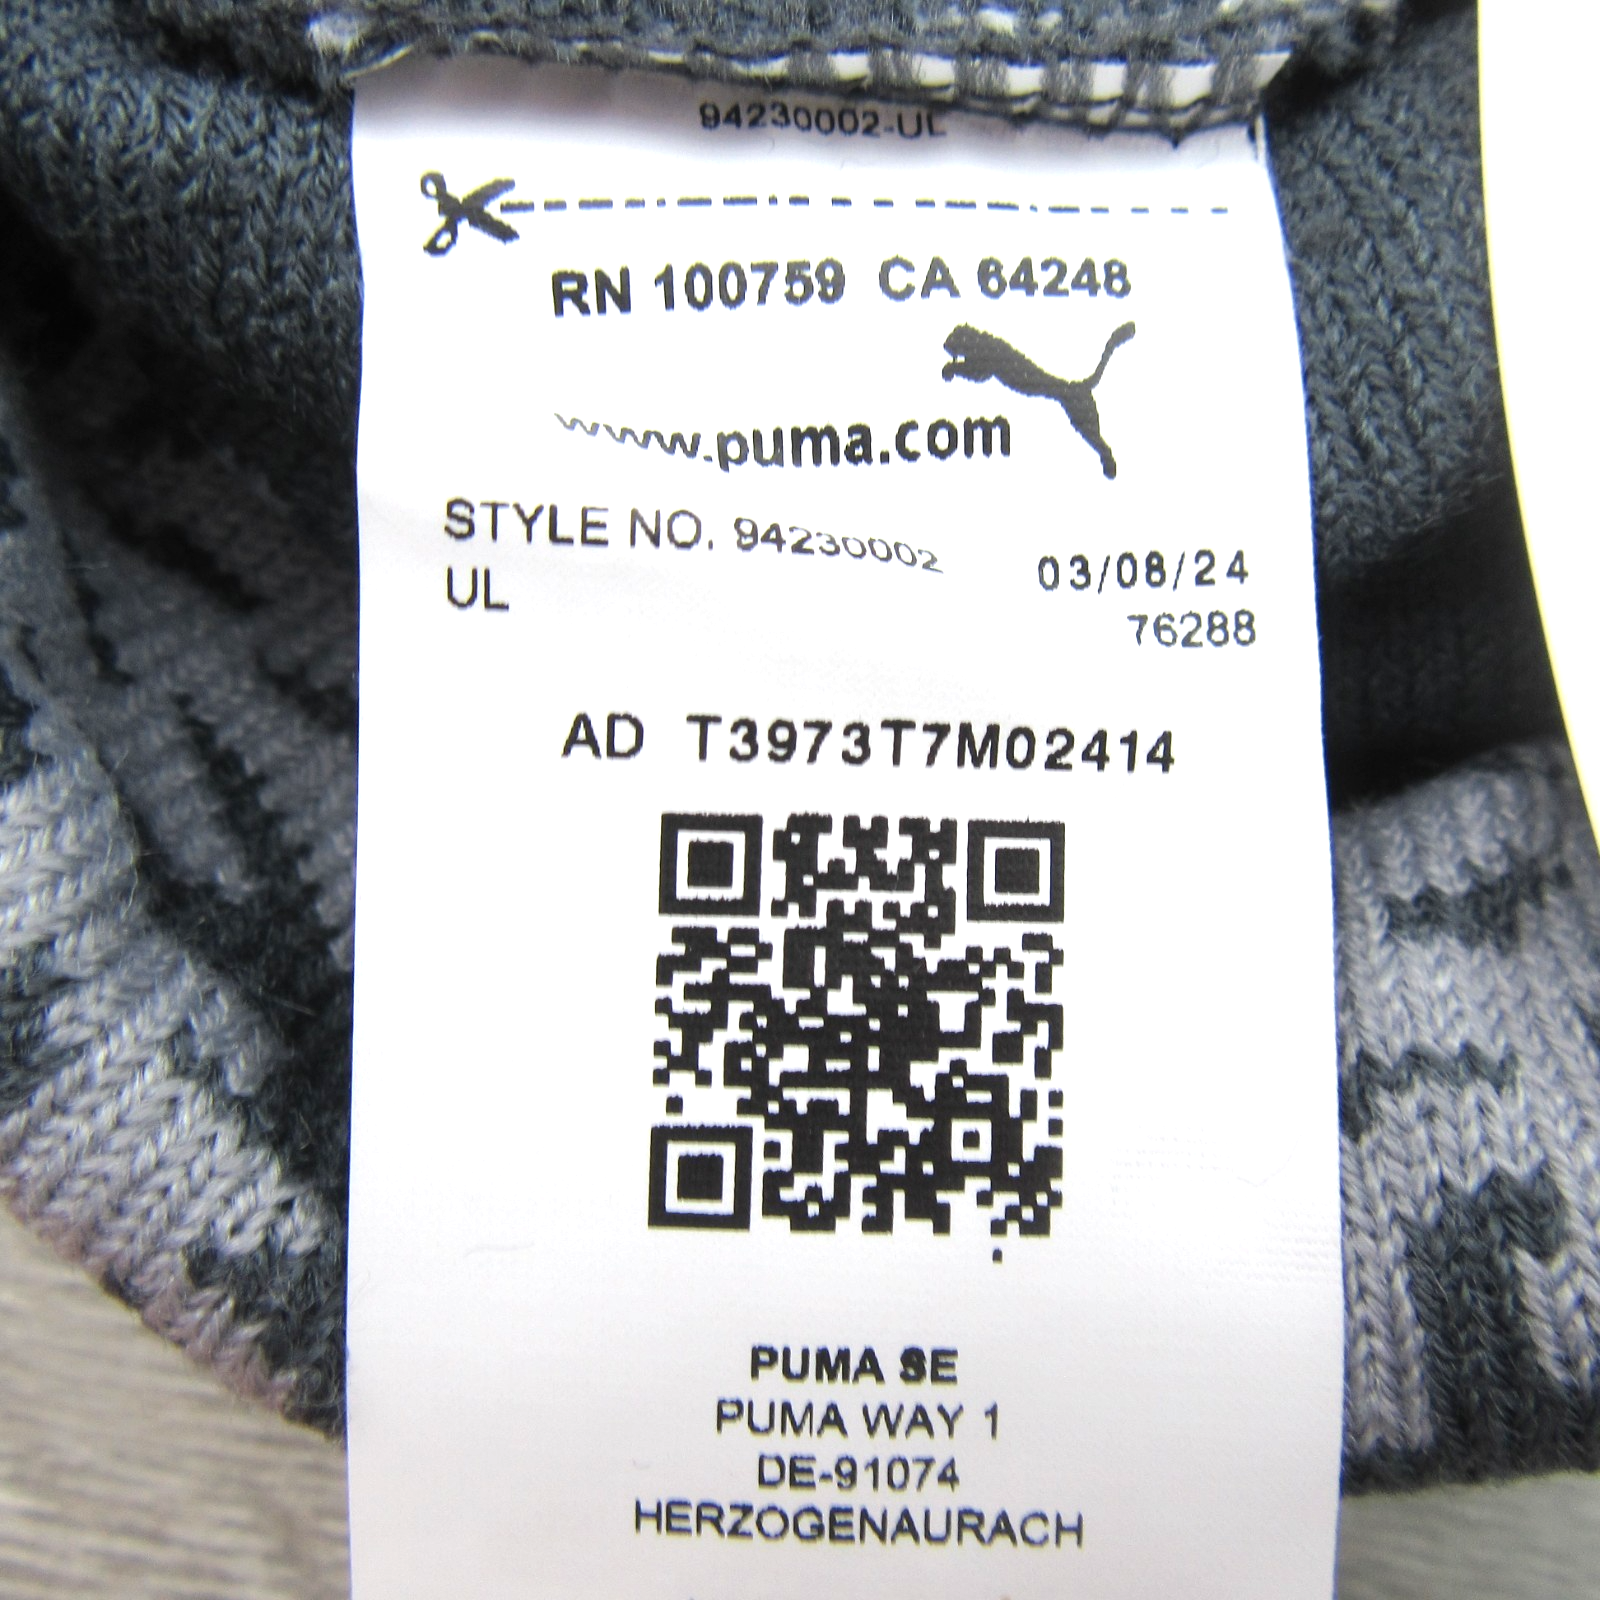 94230002-UL
RN 100759 CA 64248
www.puma.com
STYLE NO. 94230002 03/08/24
UL 76288
AD T3973T7M02414
PUMA SE
PUMA WAY 1
DE-91074
HERZOGENAURACH